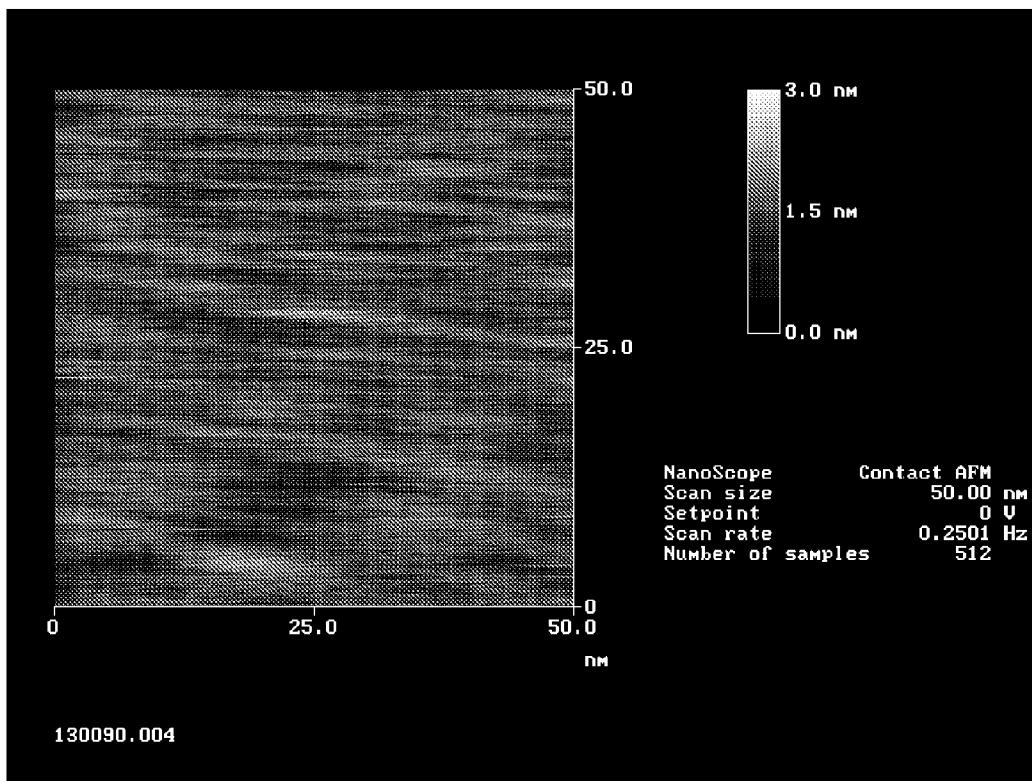 50.0
25.0
0
0 25.0 50.0
nm
3.0 nm
1.5 nm
0.0 nm
NanoScope Contact AFM
Scan size 50.00 nm
Setpoint 0 V
Scan rate 0.2501 Hz
Number of samples 512
130090.004